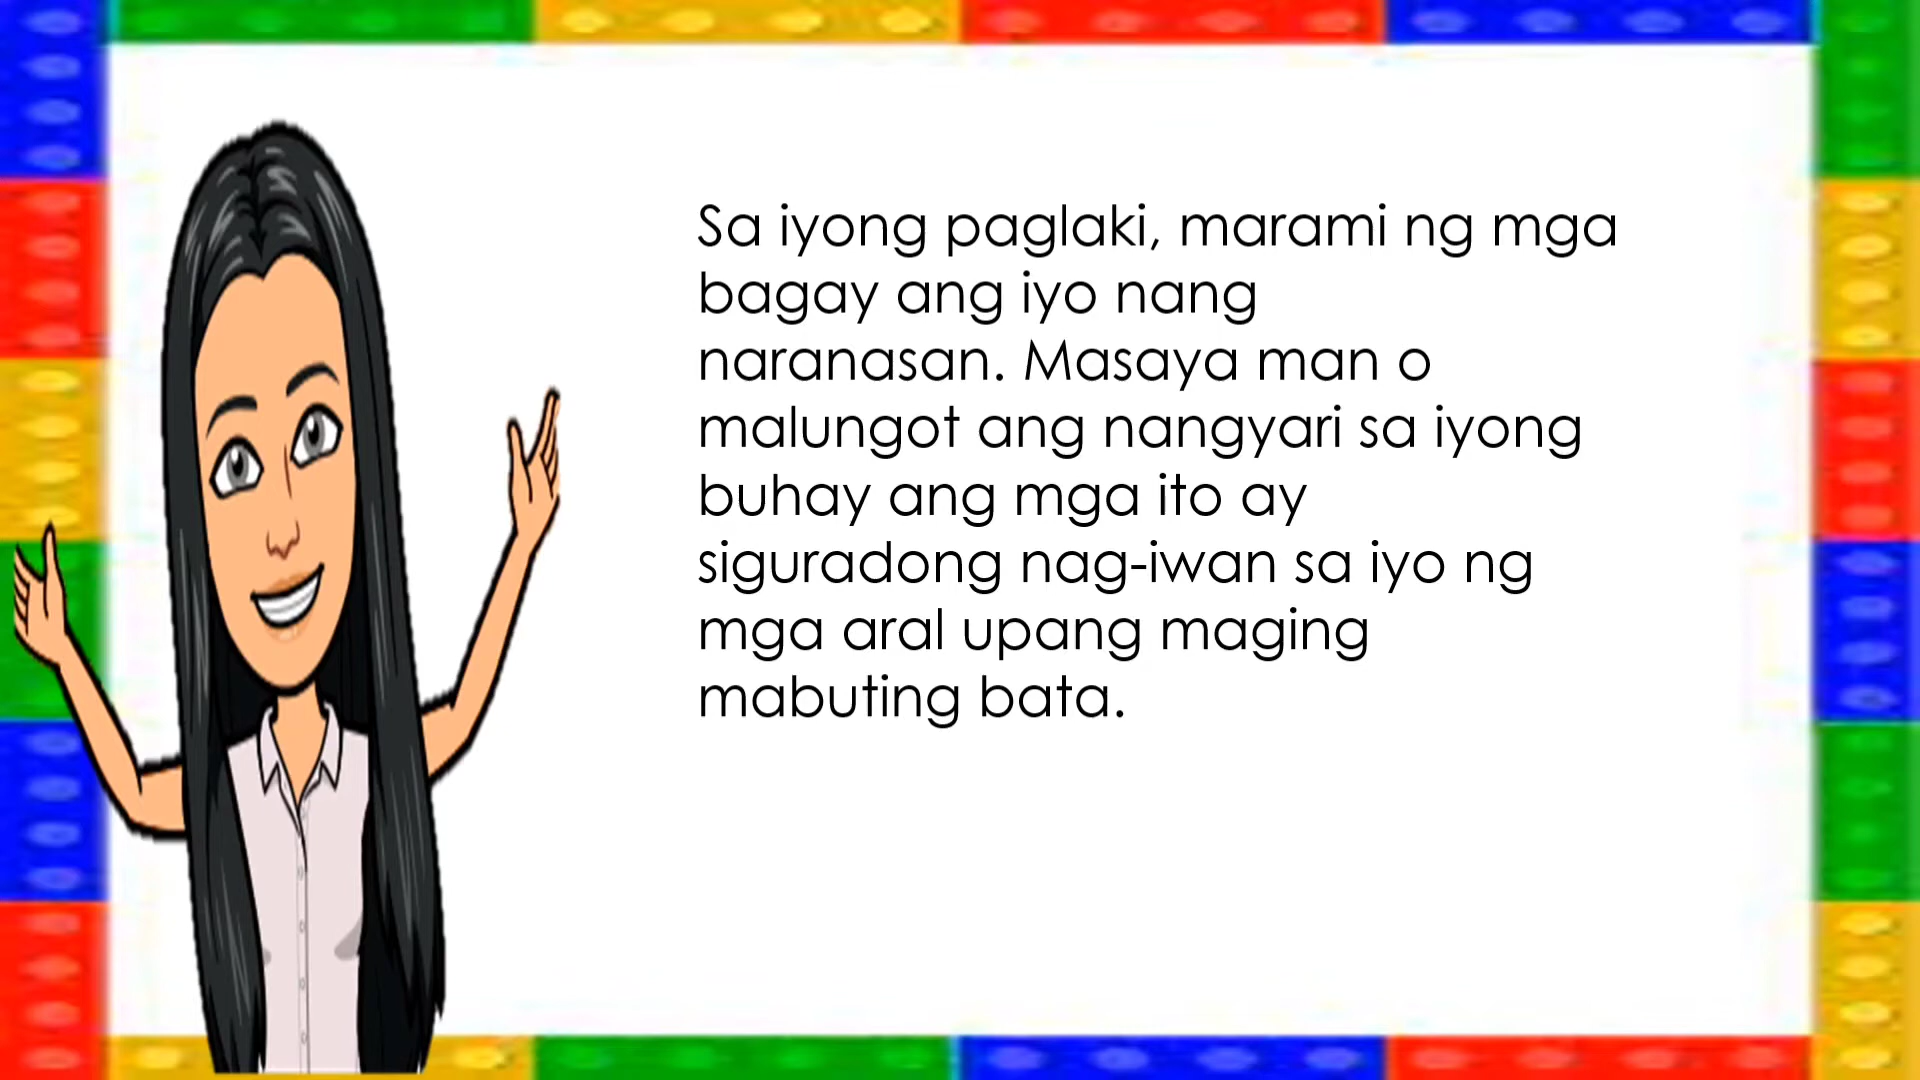 Sa iyong paglaki, marami ng mga
bagay ang iyo nang
naranasan. Masaya man o
malungot ang nangyari sa iyong
buhay ang mga ito ay
siguradong nag-iwan sa iyo ng
mga aral upang maging
mabuting bata.